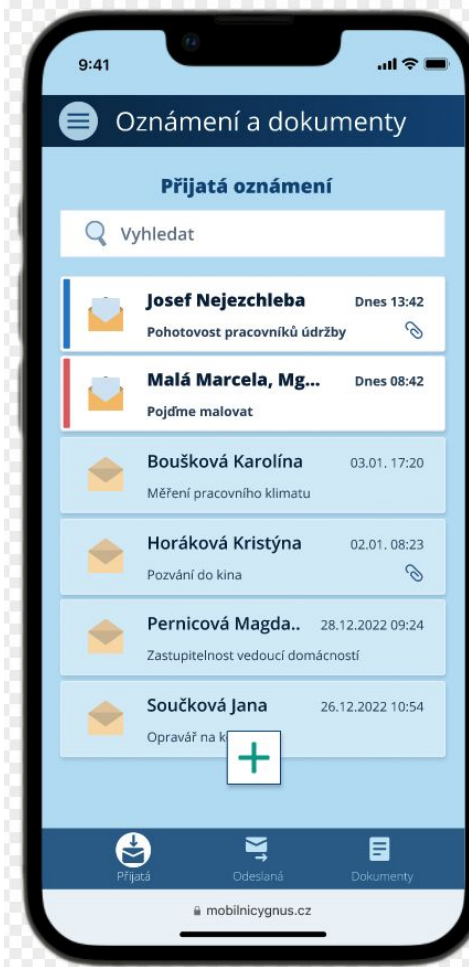 9:41
Oznámení a dokumenty
Přijatá oznámení
Vyhledat
Josef Nejezchleba Dnes 13:42
Pohotovost pracovníků údržby
Malá Marcela, Mg... Dnes 08:42
Pojďme malovat
Boušková Karolína 03.01. 17:20
Měření pracovního klimatu
Horáková Kristýna 02.01. 08:23
Pozvání do kina
Pernicová Magda.. 28.12.2022 09:24
Zastupitelnost vedoucí domácností
Součková Jana 26.12.2022 10:54
Opravář na
Přijatá Odeslaná Dokumenty
mobilnicygnus.cz